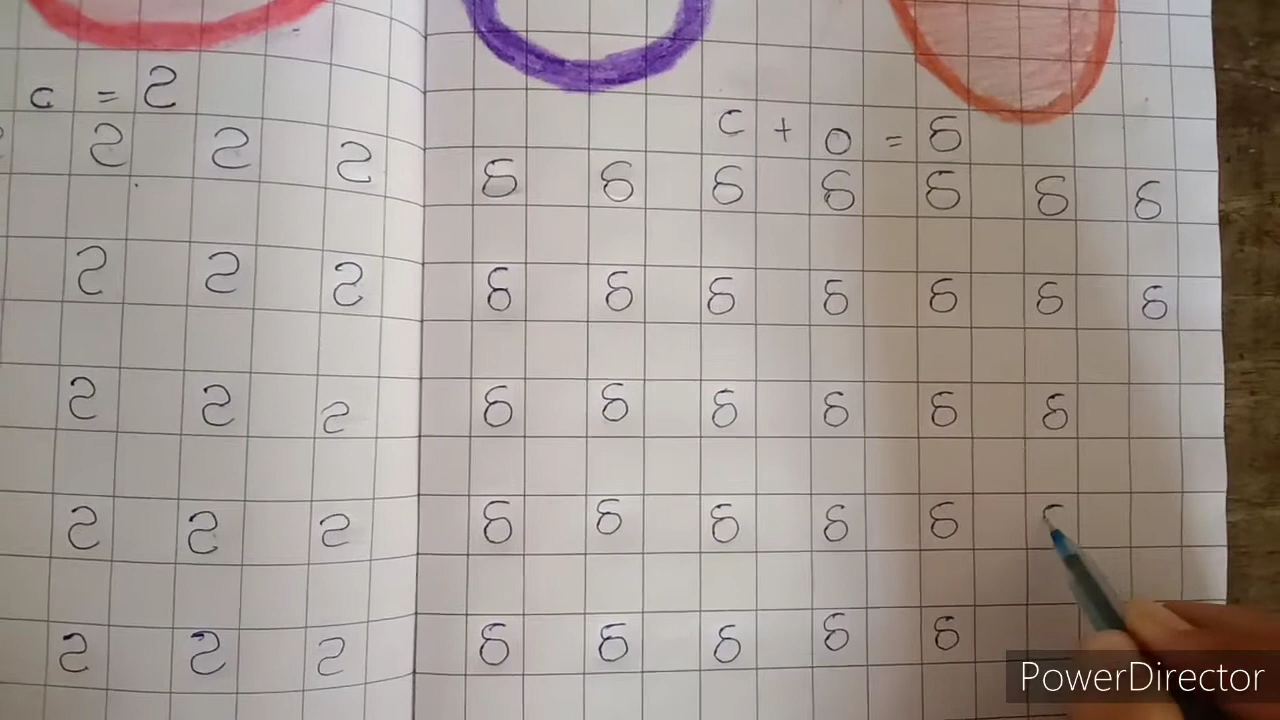 c = ટ
ટ ટ ટ
ટ ટ ટ
ટ ટ ટ
ટ ટ ટ
ટ ટ ટ
c + o = ઠ
ઠ ઠ ઠ ઠ ઠ ઠ ઠ
ઠ ઠ ઠ ઠ ઠ ઠ ઠ
ઠ ઠ ઠ ઠ ઠ ઠ
ઠ ઠ ઠ ઠ ઠ
ઠ ઠ ઠ ઠ ઠ
PowerDirector